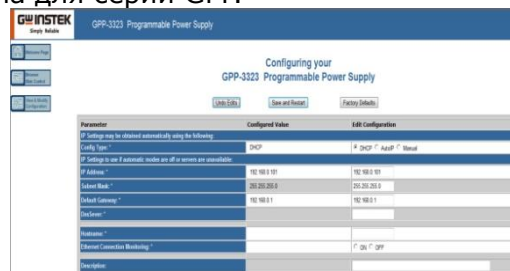 на для серии GPP.
GWINSTEK
Simply Reliable
GPP-3323 Programmable Power Supply
Welcome Page
Configuring your
GPP-3323 Programmable Power Supply
Undo Edits
Save and Restart
Factory Defaults
Parameter Configured Value Edit Configuration
IP Settings may be obtained automatically using the following:
Config Type: * DHCP DHCP AutoIP Manual
IP Settings to use if automatic modes are off or servers are unavailable:
IP Address: * 192.168.0.101 192.168.0.101
Subnet Mask: * 255.255.255.0 255.255.255.0
Default Gateway: * 192.168.0.1 192.168.0.1
DnsServer: *
Hostname: *
Ethernet Connection Monitoring: * ON OFF
Description: